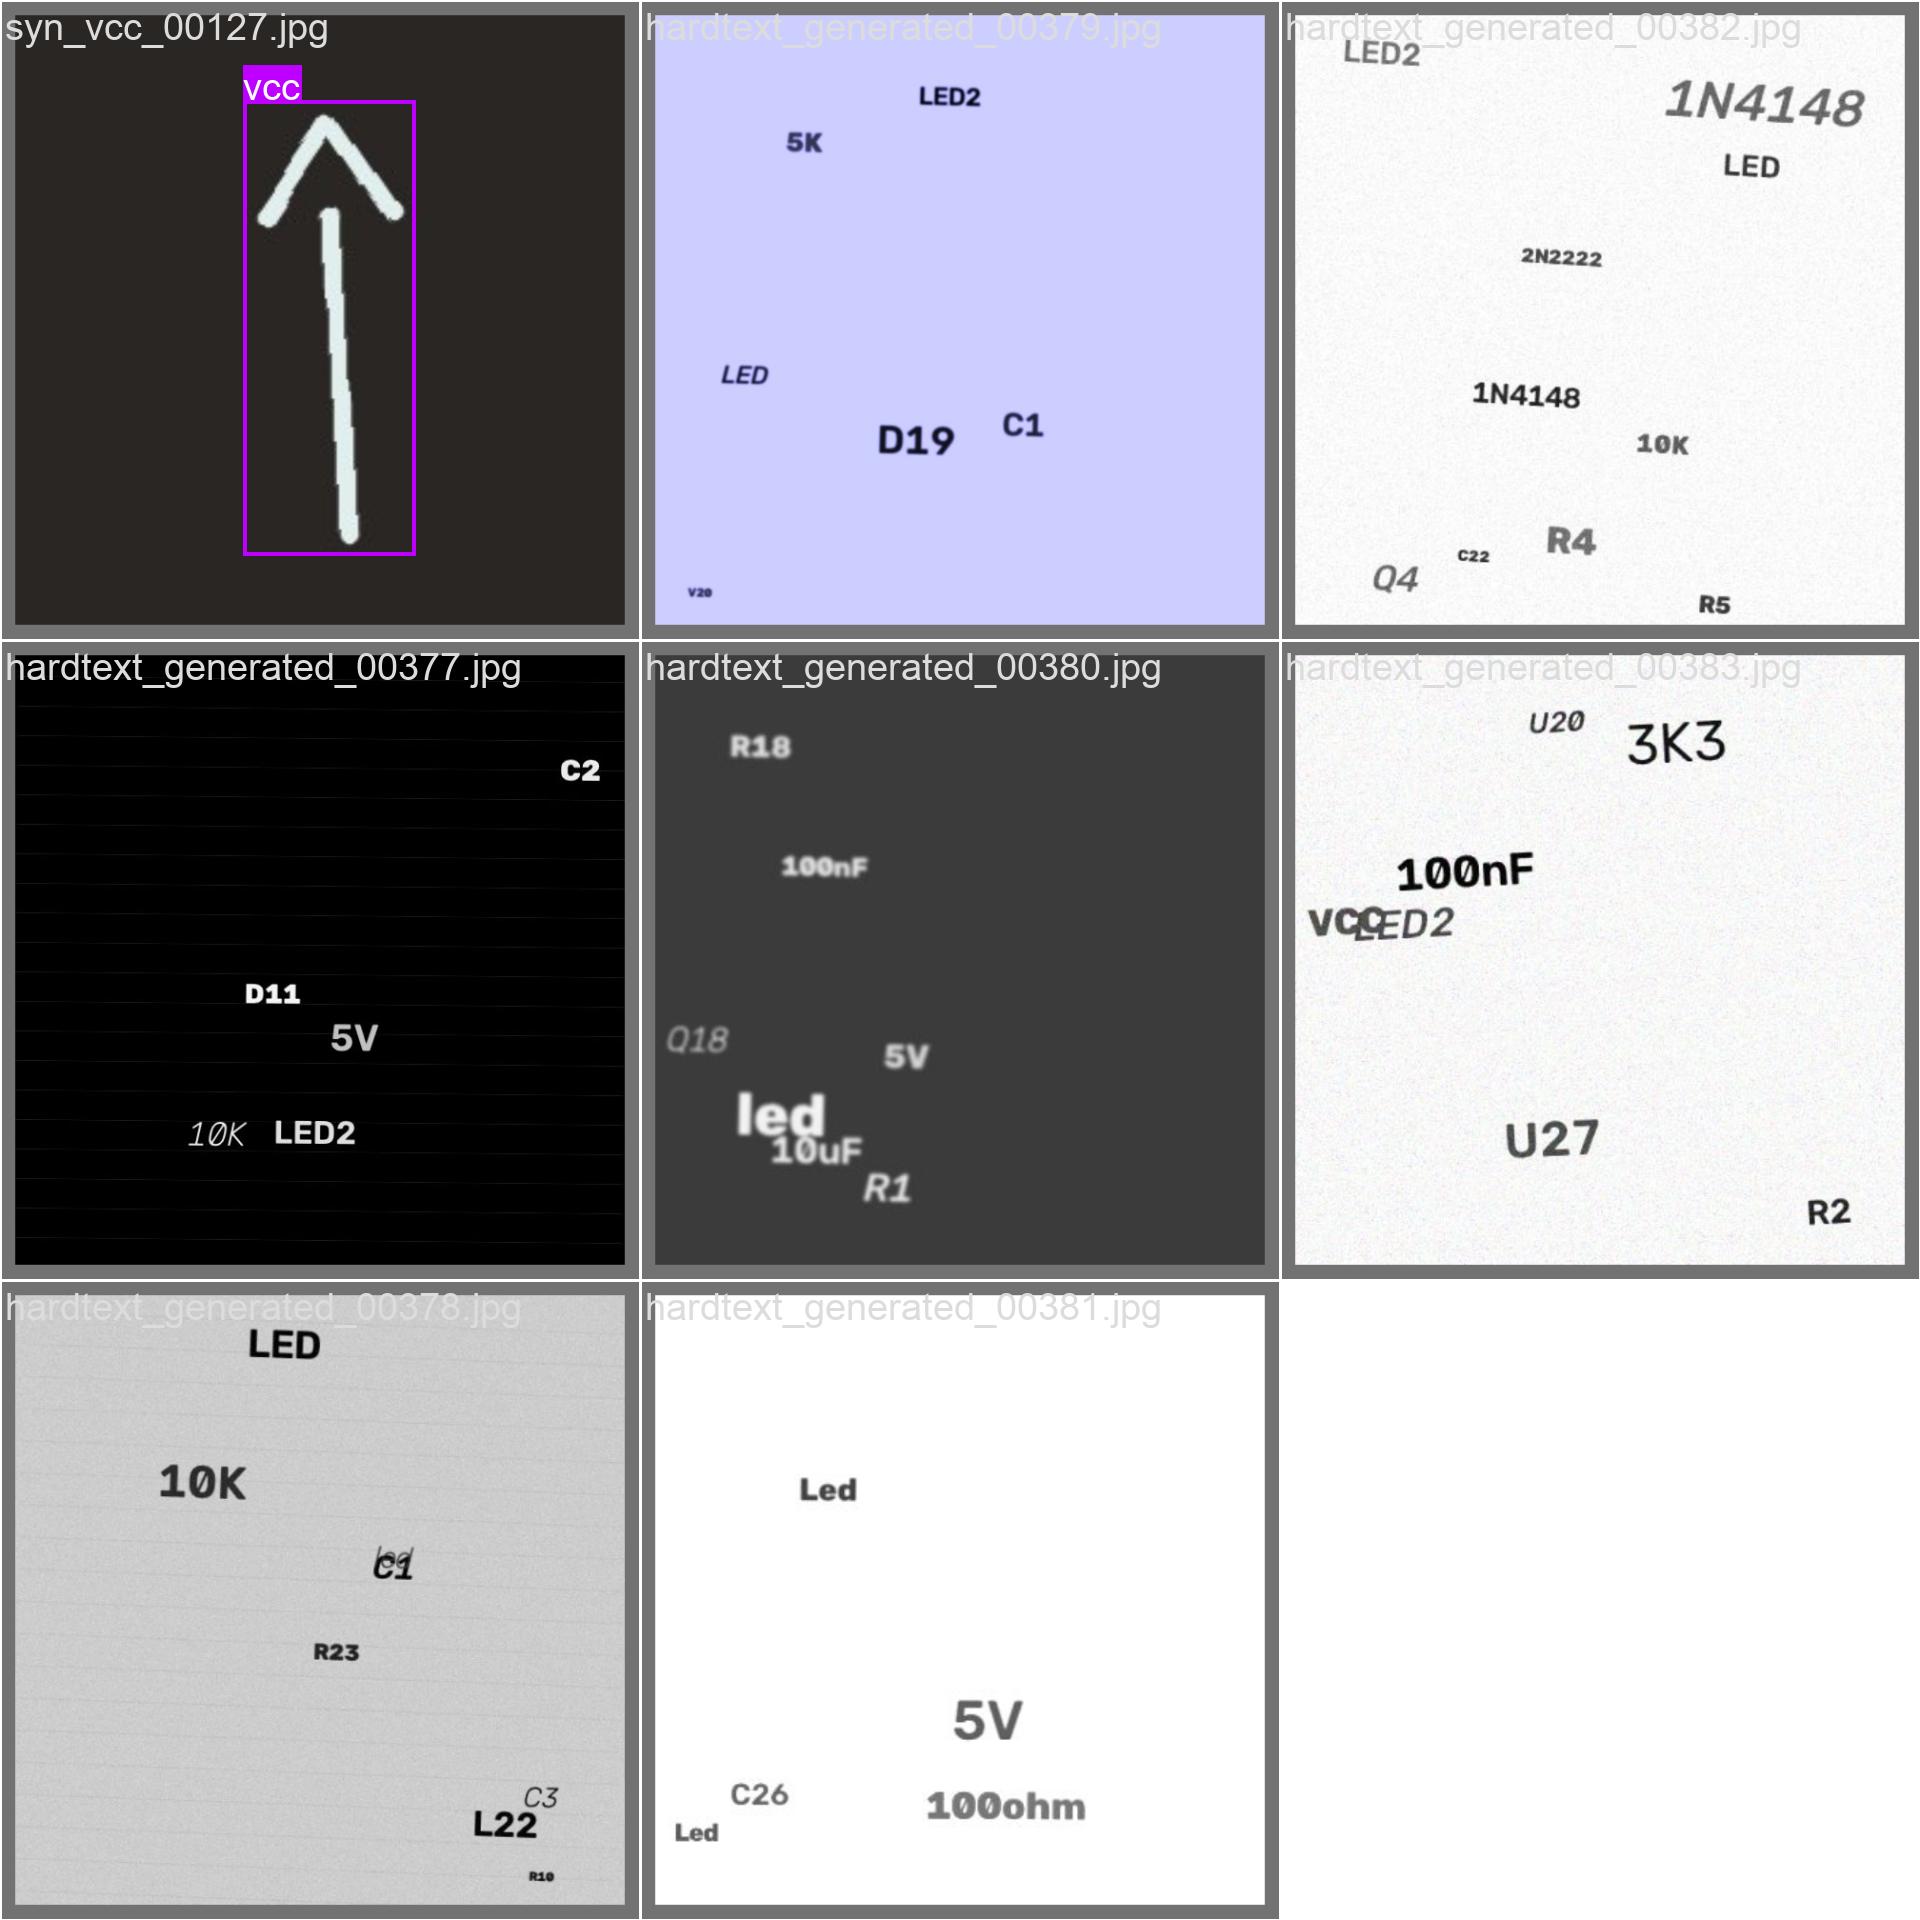 syn_vcc_00127.jpg
vcc
hardtext_generated_00379.jpg
LED2
5K
LED
D19
C1
V20
hardtext_generated_00382.jpg
LED2
1N4148
LED
2N2222
1N4148
10K
R4
C22
Q4
R5
hardtext_generated_00377.jpg
C2
D11
5V
10K LED2
hardtext_generated_00380.jpg
R18
100nF
Q18
5V
led
10uF
R1
hardtext_generated_00383.jpg
U20
3K3
100nF
VCC
LED2
U27
R2
hardtext_generated_00378.jpg
LED
10K
led
C1
R23
C3
L22
R10
hardtext_generated_00381.jpg
Led
5V
C26
100ohm
Led